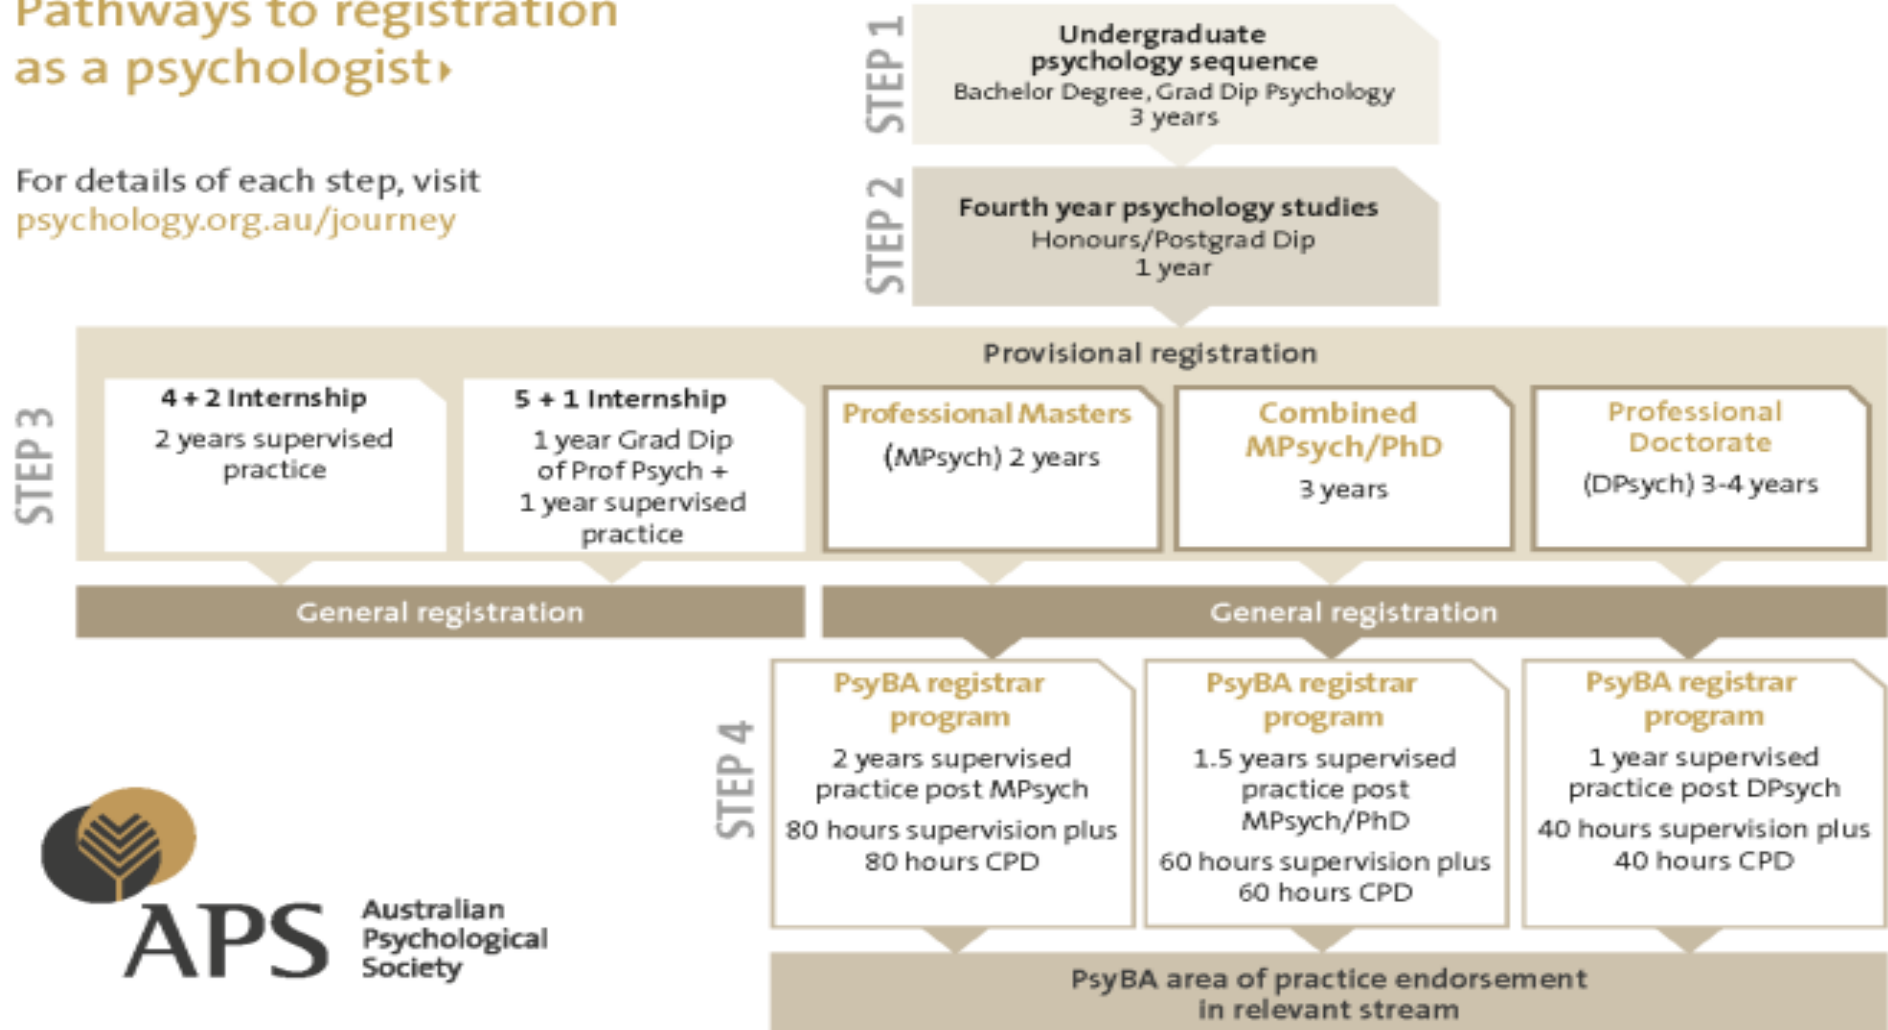 Pathways to registration
as a psychologist
For details of each step, visit
psychology.org.au/journey
STEP 1
Undergraduate
psychology sequence
Bachelor Degree, Grad Dip Psychology
3 years
STEP 2
Fourth year psychology studies
Honours/Postgrad Dip
1 year
STEP 3
Provisional registration
4 + 2 Internship
2 years supervised
practice
5 + 1 Internship
1 year Grad Dip
of Prof Psych +
1 year supervised
practice
Professional Masters
(MPsych) 2 years
Combined
MPsych/PhD
3 years
Professional
Doctorate
(DPsych) 3-4 years
General registration
General registration
STEP 4
PsyBA registrar
program
2 years supervised
practice post MPsych
80 hours supervision plus
80 hours CPD
PsyBA registrar
program
1.5 years supervised
practice post
MPsych/PhD
60 hours supervision plus
60 hours CPD
PsyBA registrar
program
1 year supervised
practice post DPsych
40 hours supervision plus
40 hours CPD
PsyBA area of practice endorsement
in relevant stream
APS
Australian
Psychological
Society